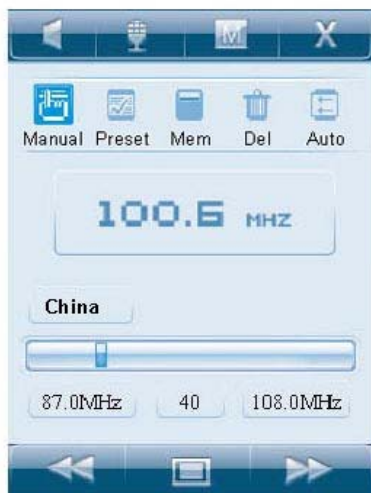 M X
Manual Preset Mem Del Auto
100.6 MHZ
China
87.0MHz 40 108.0MHz